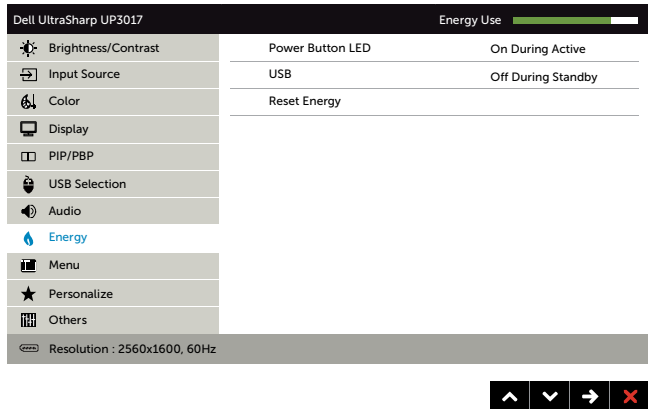 Dell UltraSharp UP3017 Energy Use
Brightness/Contrast Power Button LED On During Active
Input Source USB Off During Standby
Color Reset Energy
Display
PIP/PBP
USB Selection
Audio
Energy
Menu
Personalize
Others
Resolution : 2560x1600, 60Hz